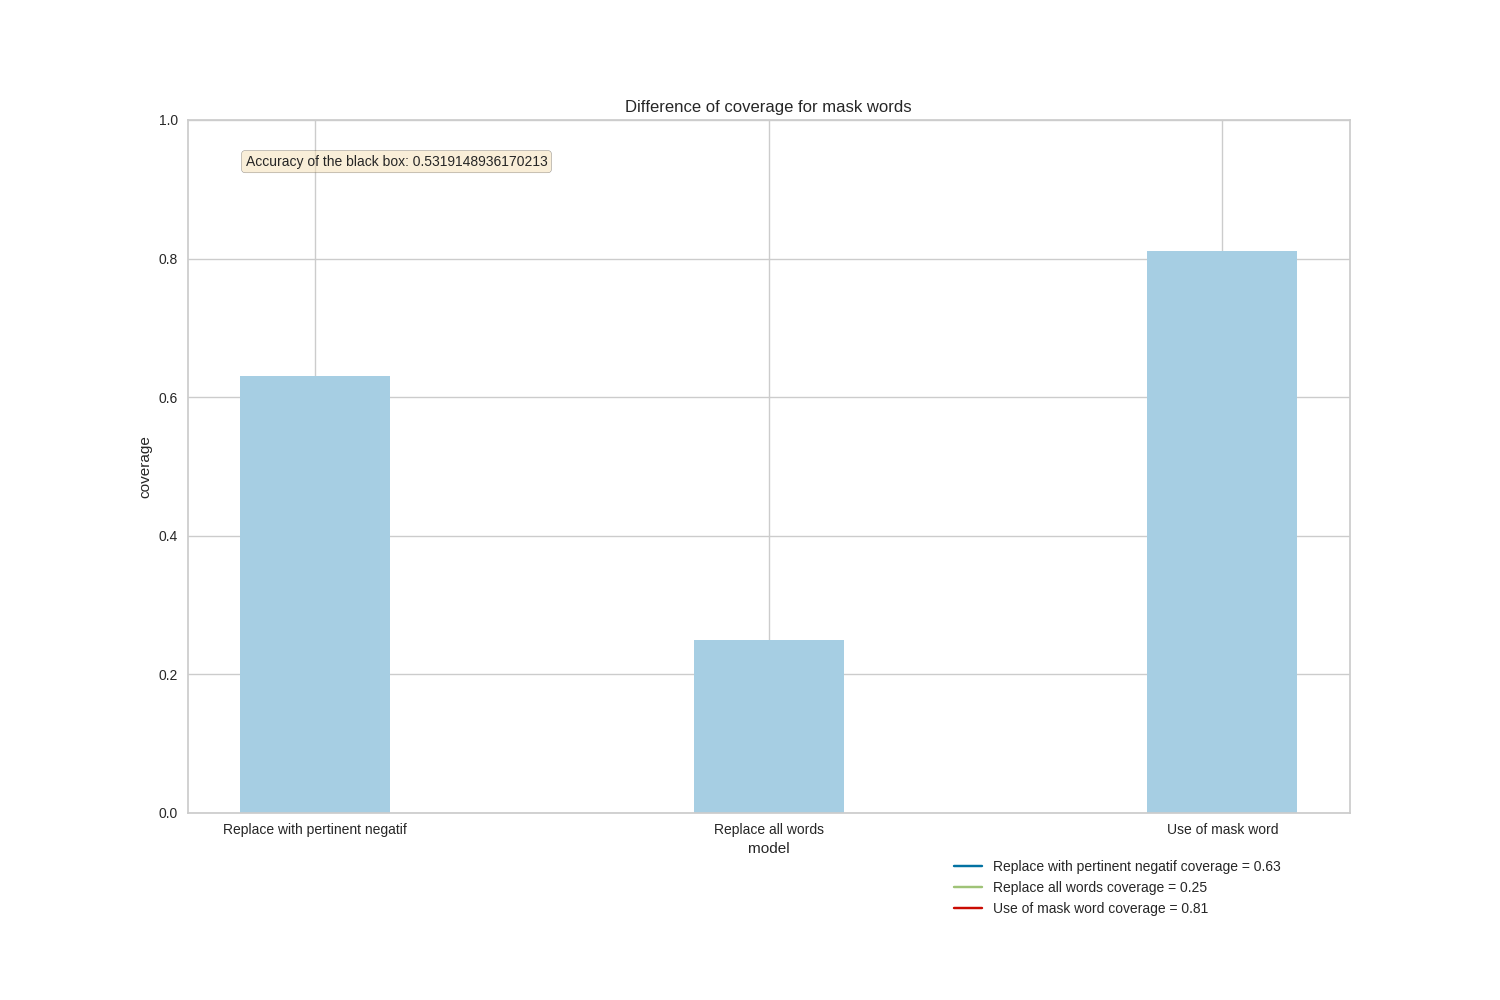 Difference of coverage for mask words
1.0
Accuracy of the black box: 0.5319148936170213
0.8
0.6
coverage
0.4
0.2
0.0
Replace with pertinent negatif
Replace all words
Use of mask word
model
Replace with pertinent negatif coverage = 0.63
Replace all words coverage = 0.25
Use of mask word coverage = 0.81